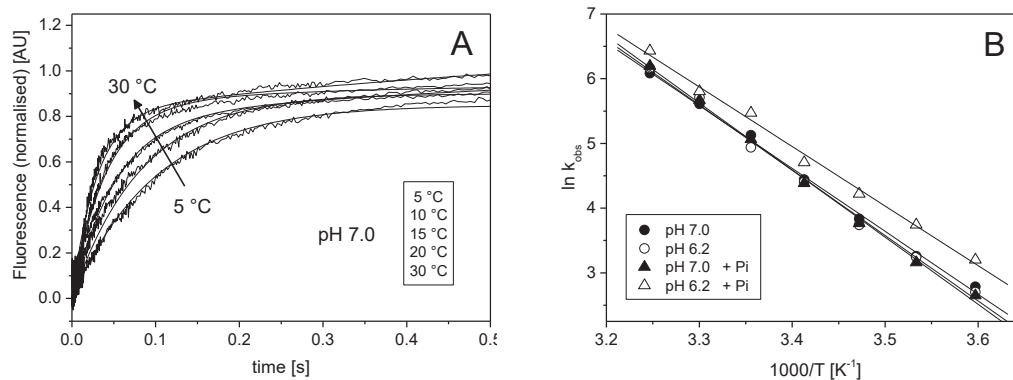 A
Fluorescence (normalised) [AU]
1.2
1.0
0.8
0.6
0.4
0.2
0.0
30 °C
5 °C
pH 7.0
5 °C
10 °C
15 °C
20 °C
30 °C
0.0 0.1 0.2 0.3 0.4 0.5
time [s]
B
ln k obs
7
6
5
4
3
pH 7.0
pH 6.2
pH 7.0 + Pi
pH 6.2 + Pi
3.2 3.3 3.4 3.5 3.6
1000/T [K-1]